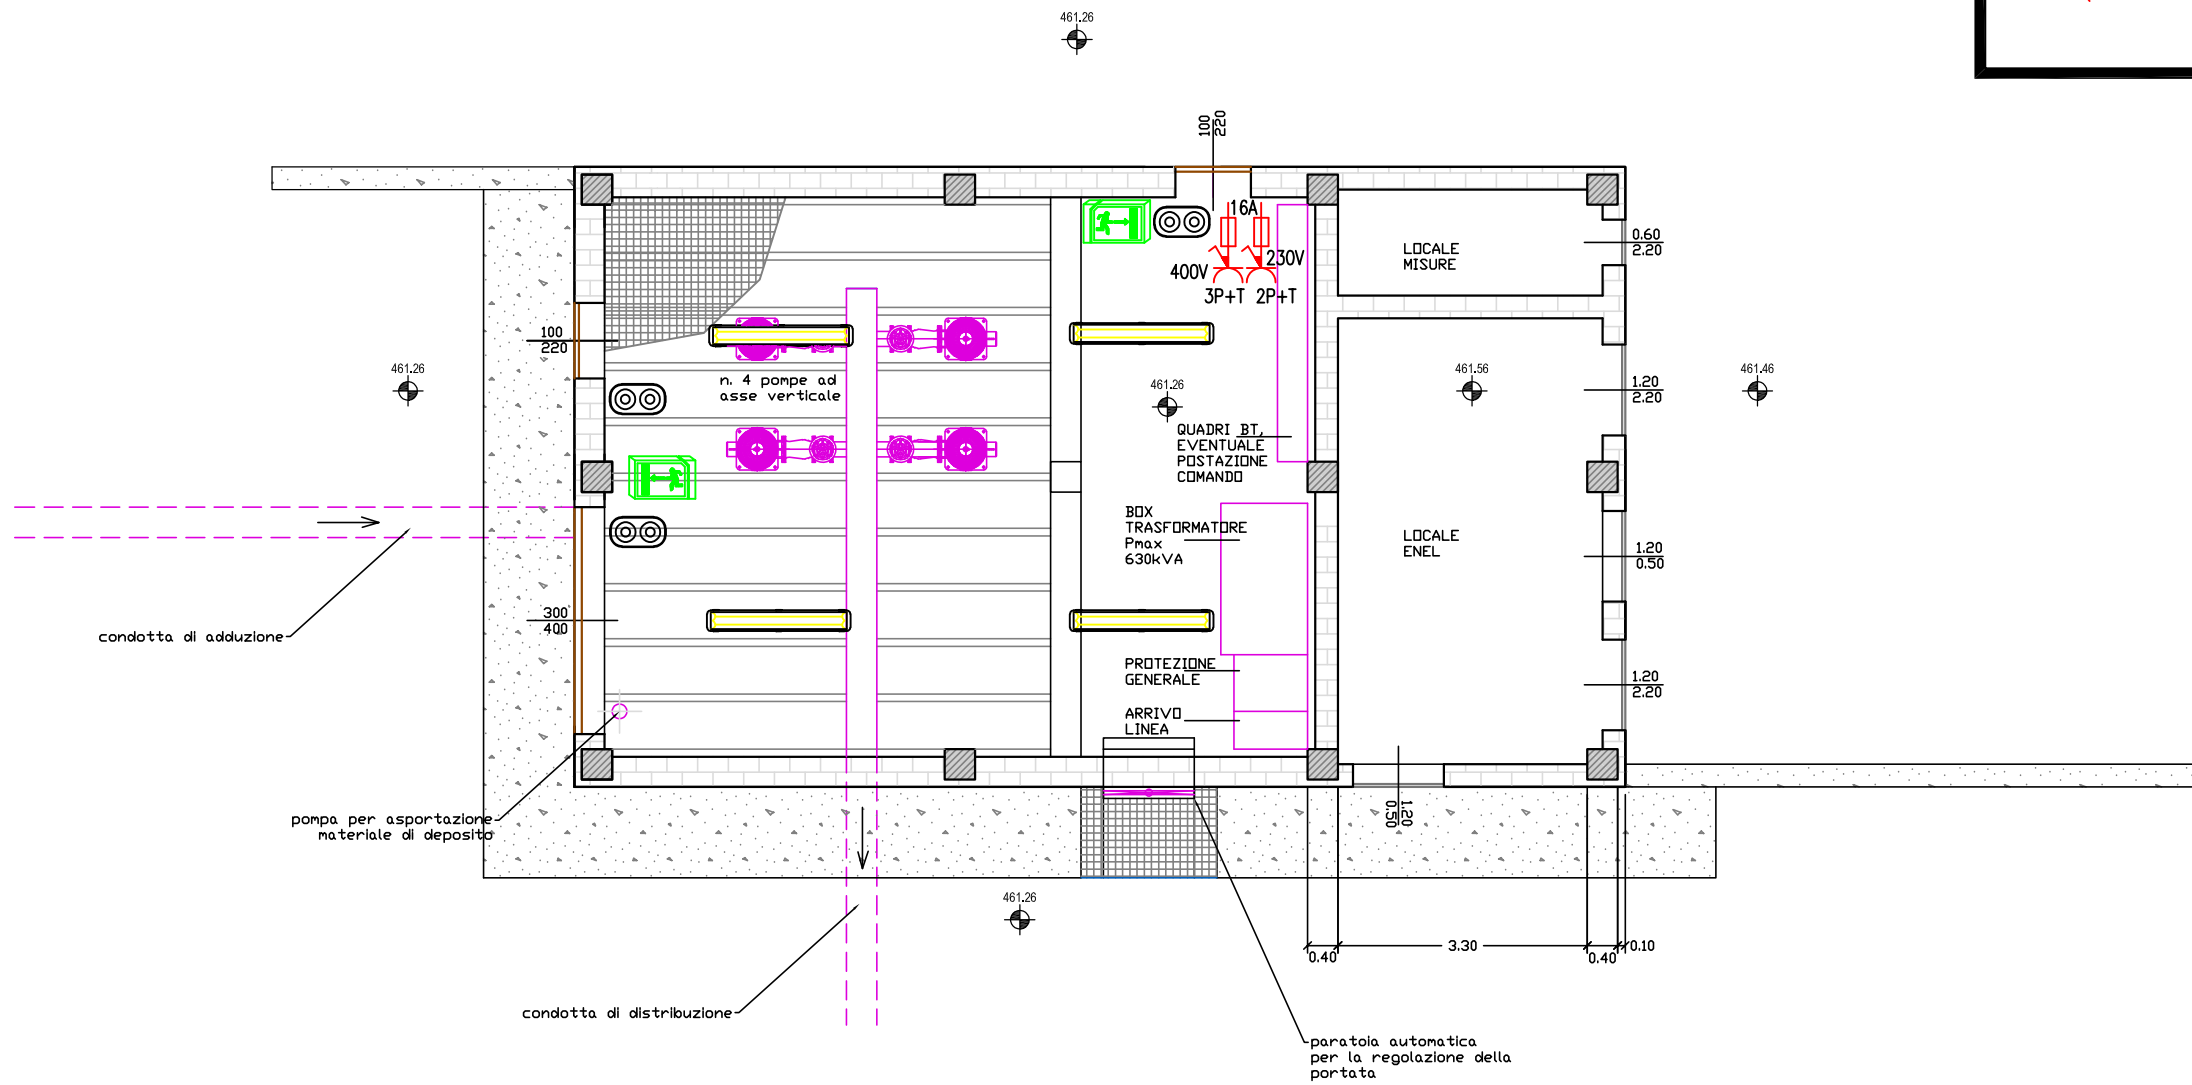 461.26
100
220
16A
400V
230V
3P+T
2P+T
LOCALE
MISURE
0.60
2.20
100
220
461.26
n. 4 pompe ad
asse verticale
461.26
461.56
1.20
2.20
461.46
QUADRI BT,
EVENTUALE
POSTAZIONE
COMANDO
BOX
TRASFORMATORE
Pmax
630kVA
LOCALE
ENEL
1.20
0.50
300
400
condotta di adduzione
PROTEZIONE
GENERALE
1.20
2.20
ARRIVO
LINEA
pompa per asportazione
materiale di deposito
1.20
0.50
461.26
0.40
3.30
0.40
0.10
condotta di distribuzione
paratoia automatica
per la regolazione della
portata